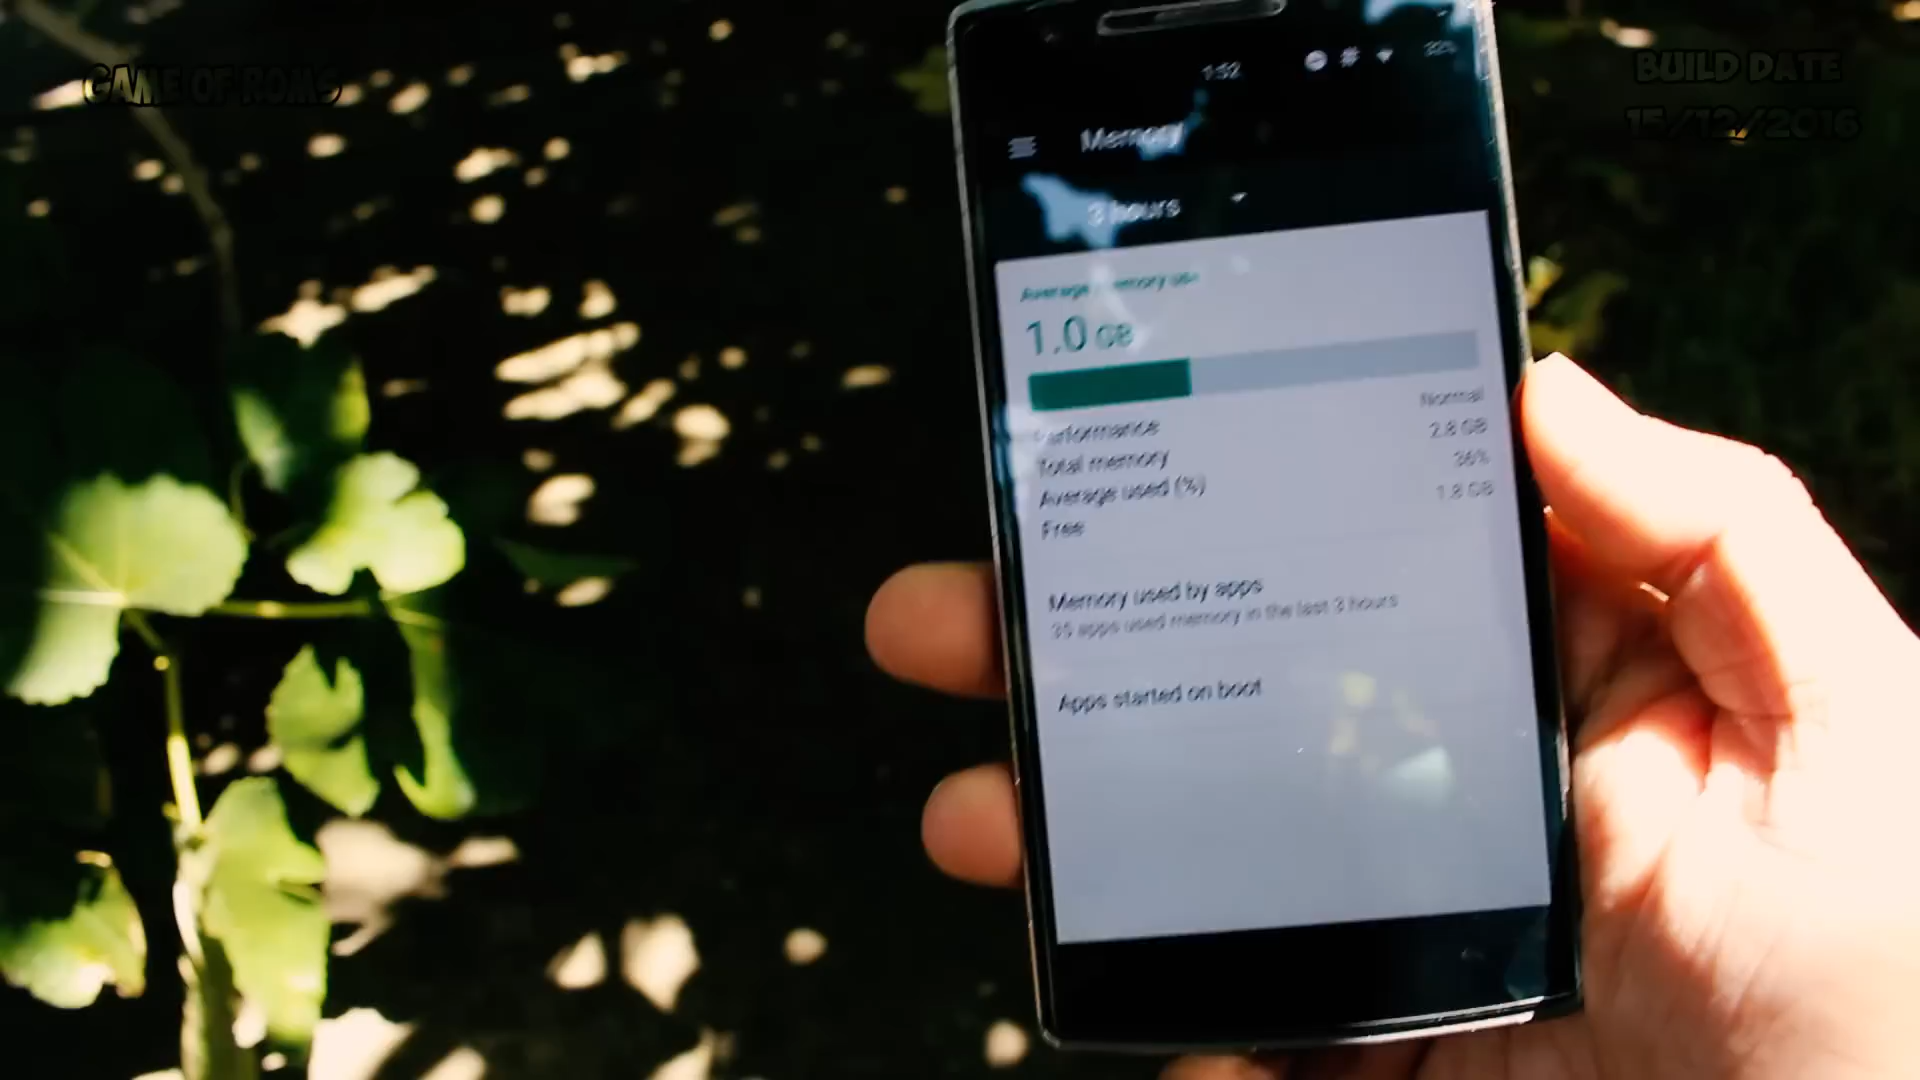 GAME OF ROMS
BUILD DATE
15/12/2016
1:52
32%
Memory
3 hours
Average memory use
1.0 GB
Performance
Normal
Total memory
2.8 GB
Average used (%)
36%
Free
1.8 GB
Memory used by apps
35 apps used memory in the last 3 hours
Apps started on boot